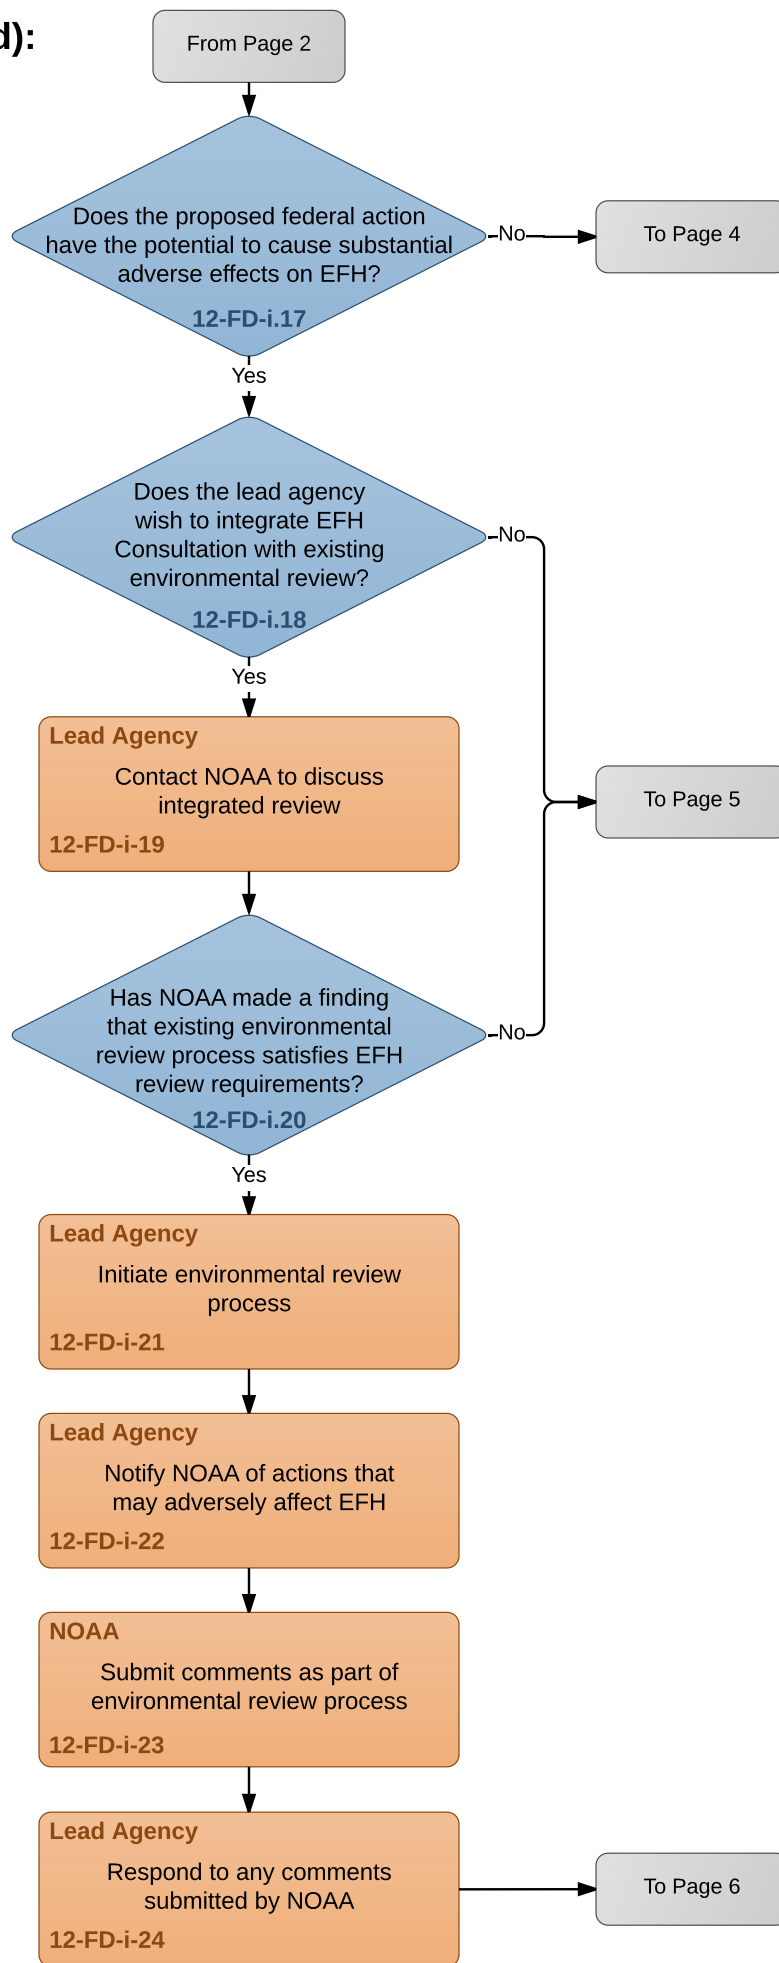 d):
From Page 2
Does the proposed federal action
have the potential to cause substantial
adverse effects on EFH?
12-FD-i.17
No
To Page 4
Yes
Does the lead agency
wish to integrate EFH
Consultation with existing
environmental review?
12-FD-i.18
No
Yes
Lead Agency
Contact NOAA to discuss
integrated review
12-FD-i-19
To Page 5
Has NOAA made a finding
that existing environmental
review process satisfies EFH
review requirements?
12-FD-i.20
No
Yes
Lead Agency
Initiate environmental review
process
12-FD-i-21
Lead Agency
Notify NOAA of actions that
may adversely affect EFH
12-FD-i-22
NOAA
Submit comments as part of
environmental review process
12-FD-i-23
Lead Agency
Respond to any comments
submitted by NOAA
12-FD-i-24
To Page 6